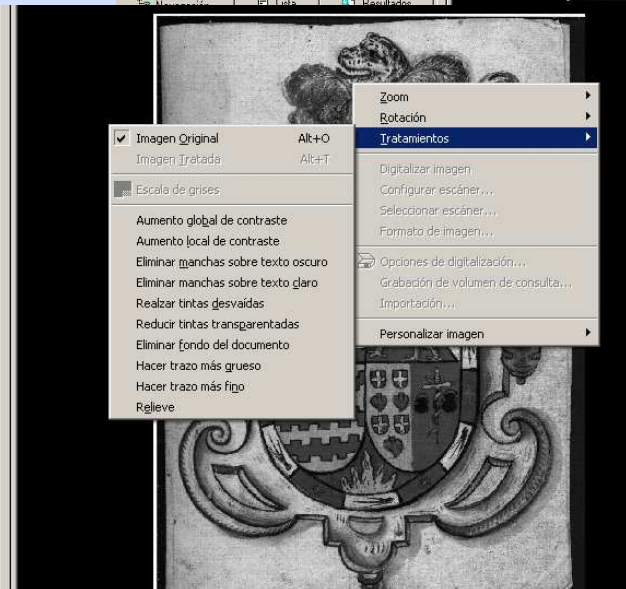 Navegación Lista Resultados
Zoom
Rotación
Tratamientos
Digitalizar imagen
Configurar escáner...
Seleccionar escáner...
Formato de imagen...
Opciones de digitalización...
Grabación de volumen de consulta...
Importación...
Personalizar imagen
Imagen Original Alt+O
Imagen Tratada Alt+T
Escala de grises
Aumento global de contraste
Aumento local de contraste
Eliminar manchas sobre texto oscuro
Eliminar manchas sobre texto claro
Realzar tintas desvaídas
Reducir tintas transparentadas
Eliminar fondo del documento
Hacer trazo más grueso
Hacer trazo más fino
Relieve